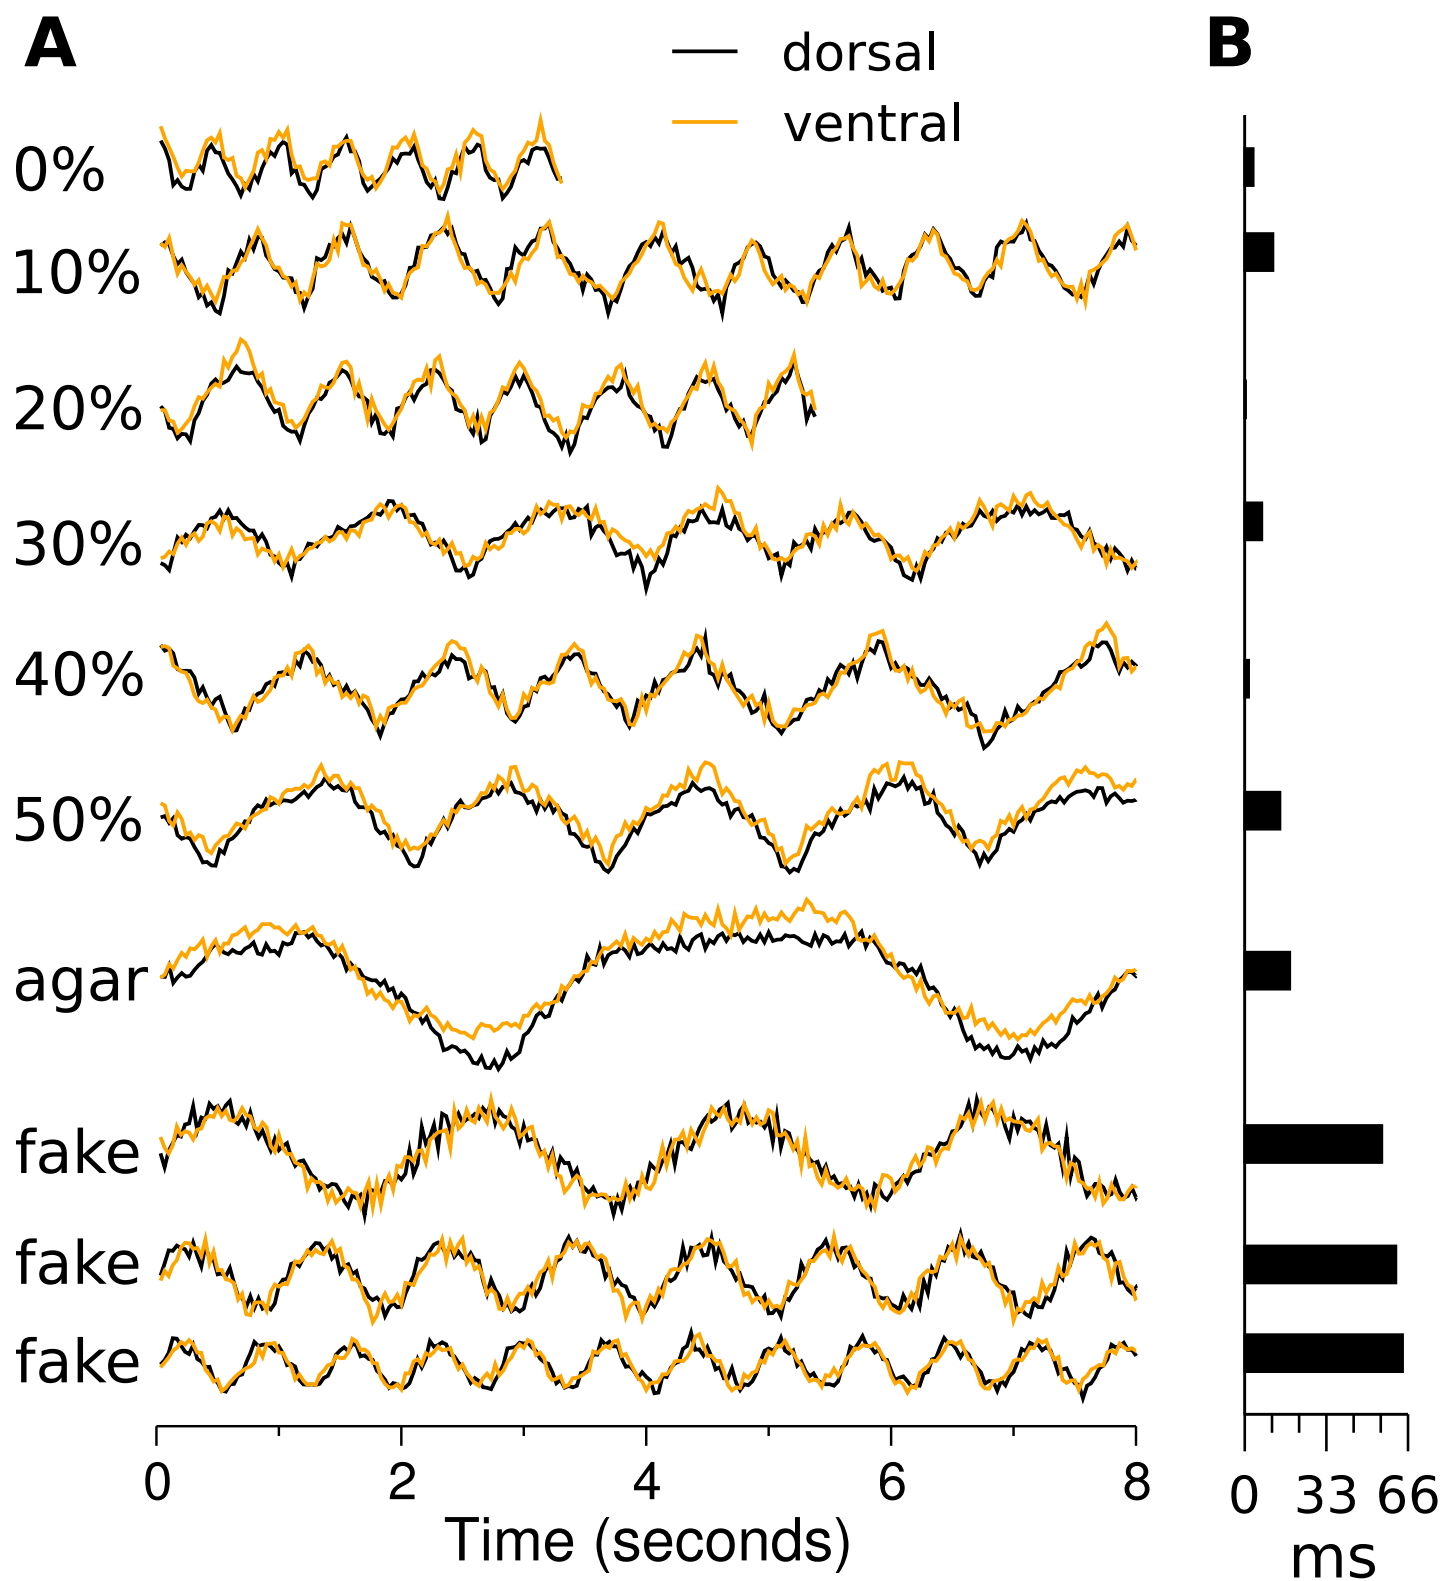 A
B
dorsal
ventral
0%
10%
20%
30%
40%
50%
agar
fake
fake
fake
0 2 4 6 8
Time (seconds)
0 33 66
ms